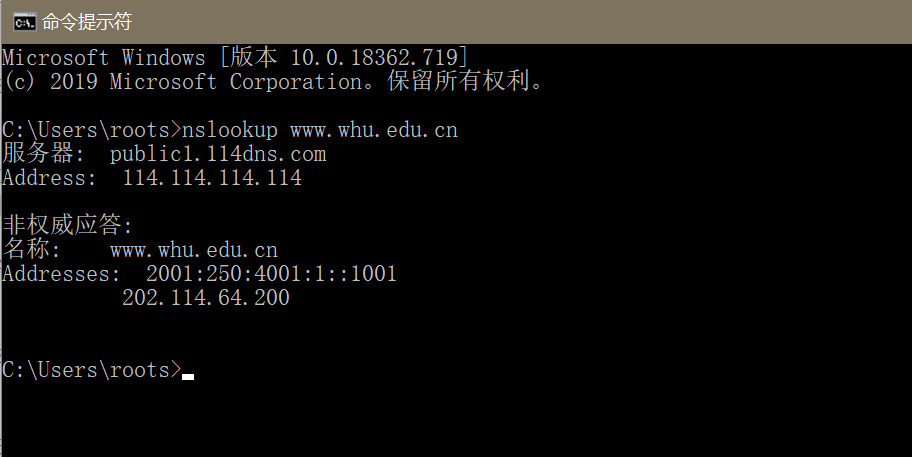 命令提示符
Microsoft Windows [版本 10.0.18362.719]
(c) 2019 Microsoft Corporation。保留所有权利。
C:\Users\roots>nslookup www.whu.edu.cn
服务器:  public1.114dns.com
Address:  114.114.114.114
非权威应答:
名称:    www.whu.edu.cn
Addresses:  2001:250:4001:1::1001
202.114.64.200
C:\Users\roots>